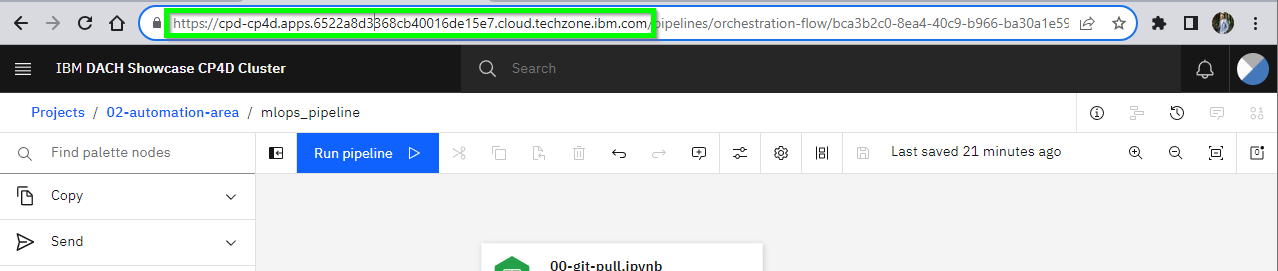 https://cpd-cp4d.apps.6522a8d3368cb40016de15e7.cloud.techzone.ibm.com/pipelines/orchestration-flow/bca3b2c0-8ea4-40c9-b966-ba30a1e59
IBM DACH Showcase CP4D Cluster
Search
Projects / 02-automation-area / mlops_pipeline
Find palette nodes
Run pipeline
Last saved 21 minutes ago
Copy
Send
00-git-pull.ipynb